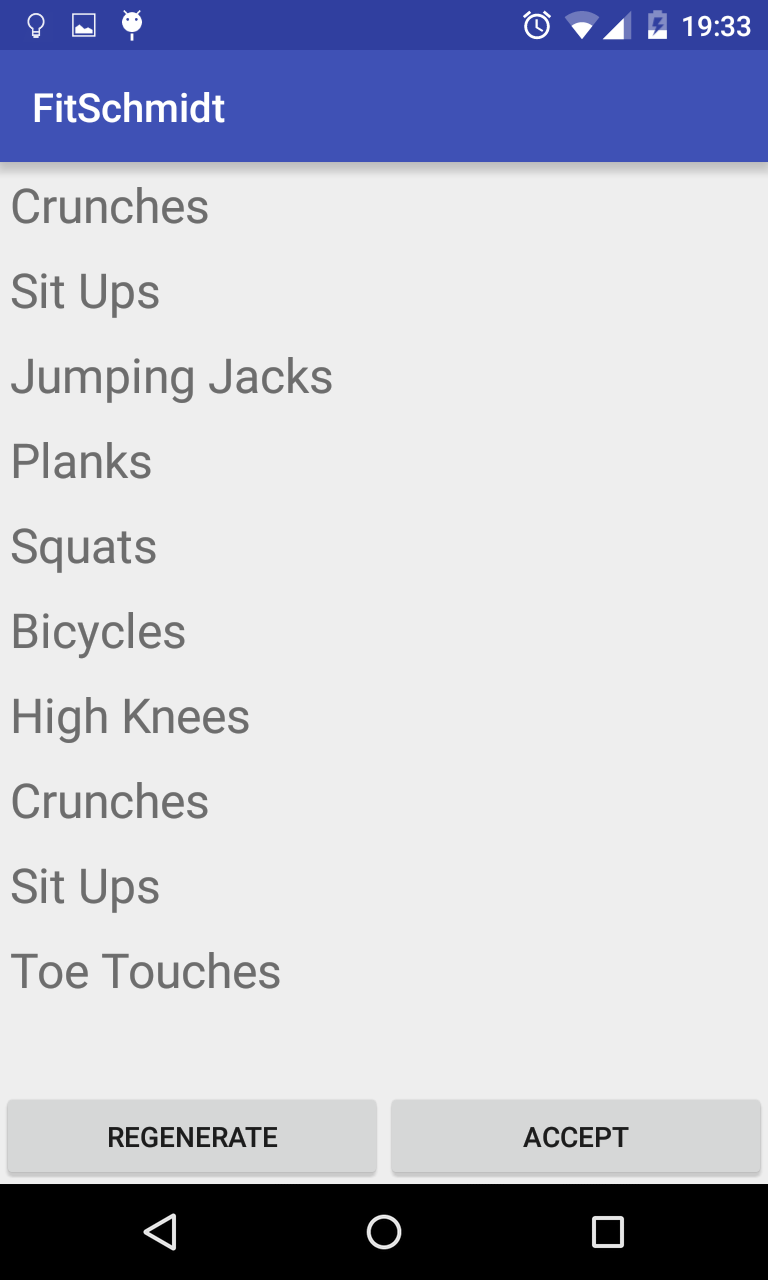 19:33
FitSchmidt
Crunches
Sit Ups
Jumping Jacks
Planks
Squats
Bicycles
High Knees
Crunches
Sit Ups
Toe Touches
REGENERATE ACCEPT